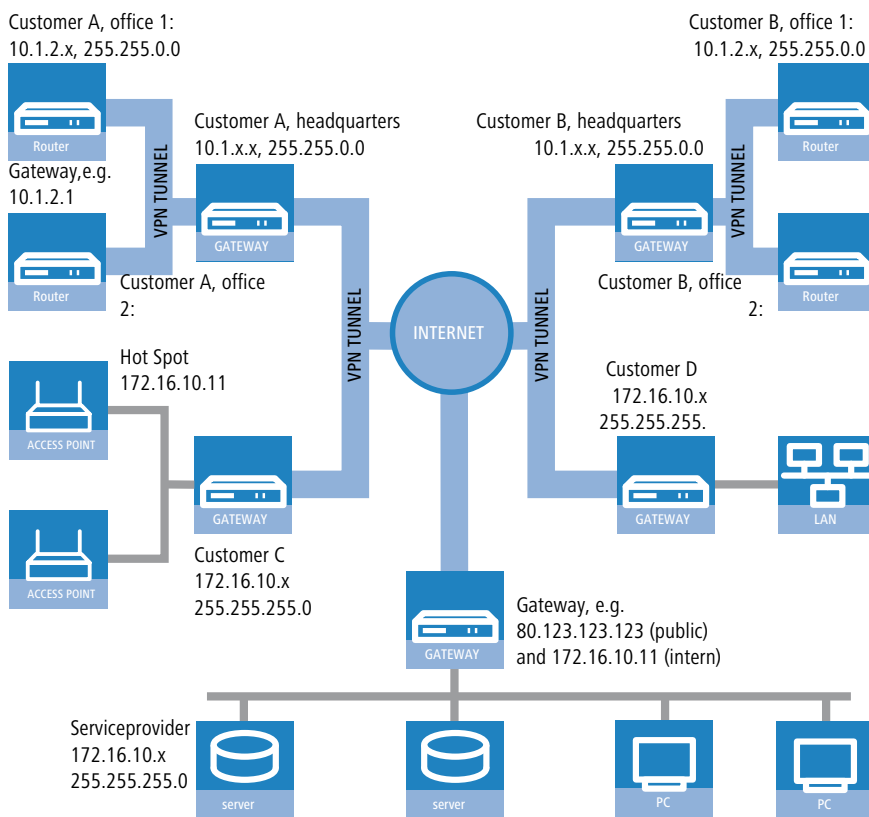 Customer A, office 1:
10.1.2.x, 255.255.0.0
Customer B, office 1:
10.1.2.x, 255.255.0.0
Router
Router
Customer A, headquarters
10.1.x.x, 255.255.0.0
Customer B, headquarters
10.1.x.x, 255.255.0.0
VPN TUNNEL
VPN TUNNEL
Gateway,e.g.
10.1.2.1
GATEWAY
GATEWAY
Router
Router
Customer A, office
2:
Customer B, office
2:
INTERNET
VPN TUNNEL
VPN TUNNEL
Hot Spot
172.16.10.11
Customer D
172.16.10.x
255.255.255.
ACCESS POINT
GATEWAY
GATEWAY
LAN
Customer C
172.16.10.x
255.255.255.0
ACCESS POINT
Gateway, e.g.
80.123.123.123 (public)
and 172.16.10.11 (intern)
GATEWAY
Serviceprovider
172.16.10.x
255.255.255.0
server
server
PC
PC